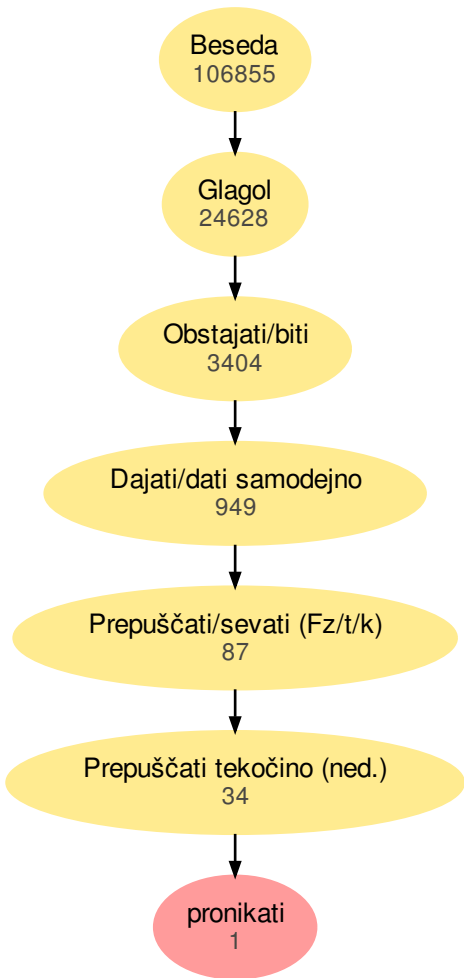 Beseda
106855
Glagol
24628
Obstajati/biti
3404
Dajati/dati samodejno
949
Prepuščati/sevati (Fz/t/k)
87
Prepuščati tekočino (ned.)
34
pronikati
1